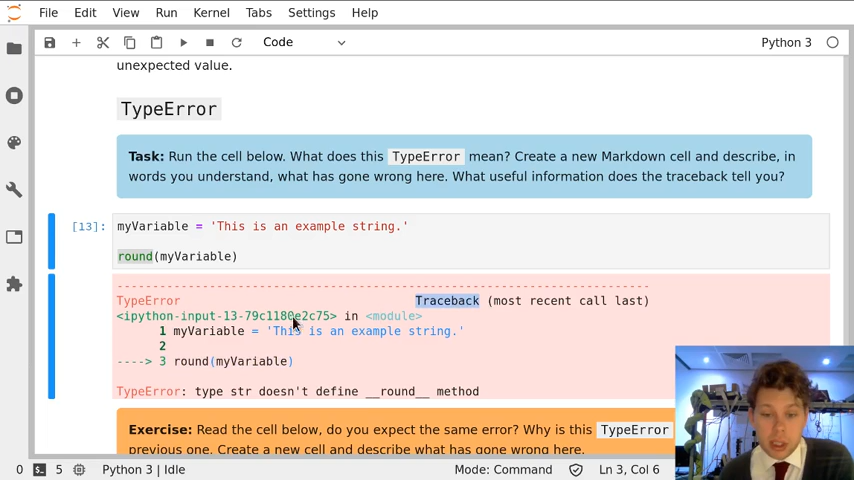 File Edit View Run Kernel Tabs Settings Help
Code Python 3
unexpected value.
TypeError
Task: Run the cell below. What does this TypeError mean? Create a new Markdown cell and describe, in
words you understand, what has gone wrong here. What useful information does the traceback tell you?
[13]: myVariable = 'This is an example string.'
round(myVariable)
---------------------------------------------------------------------------
TypeError Traceback (most recent call last)
<ipython-input-13-79c1180e2c75> in <module>
1 myVariable = 'This is an example string.'
2
----> 3 round(myVariable)
TypeError: type str doesn't define __round__ method
Exercise: Read the cell below, do you expect the same error? Why is this TypeError
previous one. Create a new cell and describe what has gone wrong here.
0 5 Python 3 | Idle Mode: Command Ln 3, Col 6